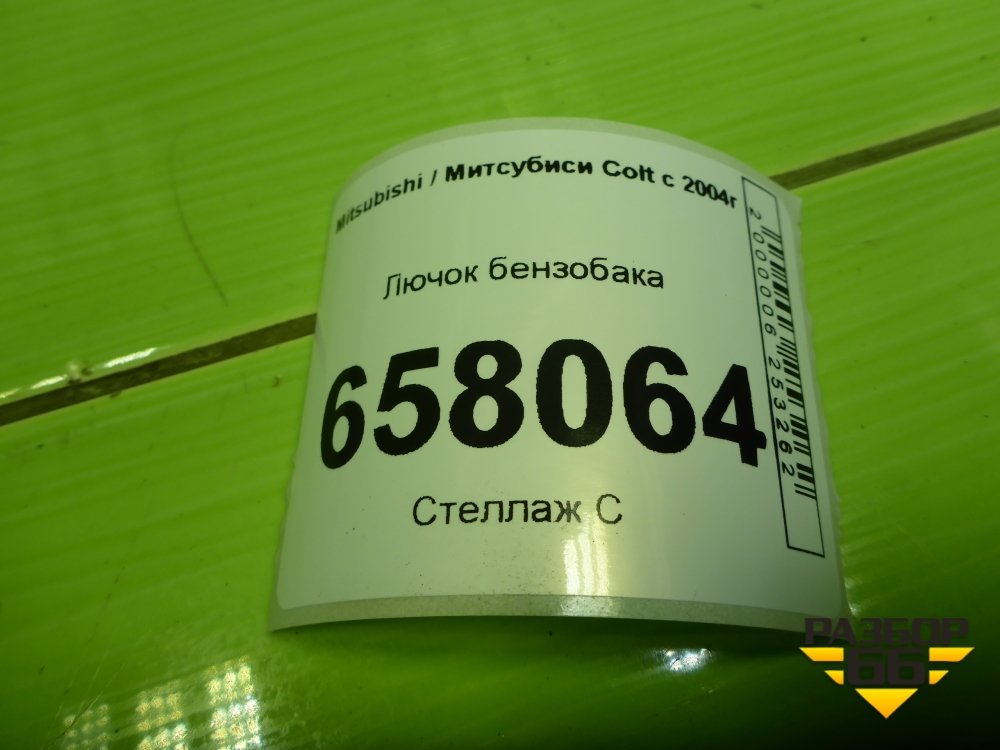 Mitsubishi / Митсубиси Colt с 2004г
Лючок бензобака
658064
Стеллаж С
2000006253262
РАЗБОР
66